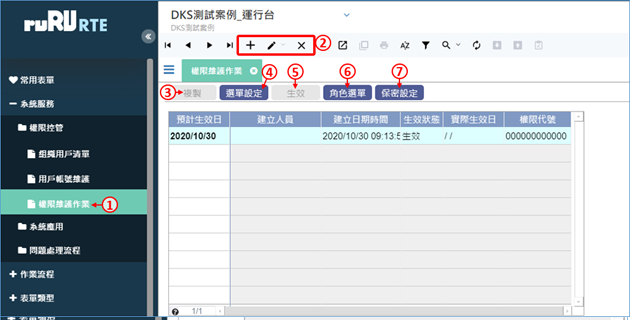 ruRU RTE
常用表單
系統服務
權限控管
組織用戶清單
用戶帳號維護
權限維護作業
①
系統應用
問題處理流程
作業流程
表單類型
DKS測試案例_運行台
DKS測試案例
②
權限維護作業
③ 複製
選單設定 ④
生效 ⑤
角色選單 ⑥
保密設定 ⑦
預計生效日 建立人員 建立日期時間 生效狀態 實際生效日 權限代號
2020/10/30 2020/10/30 09:13:5 生效 / / 000000000000
1/1